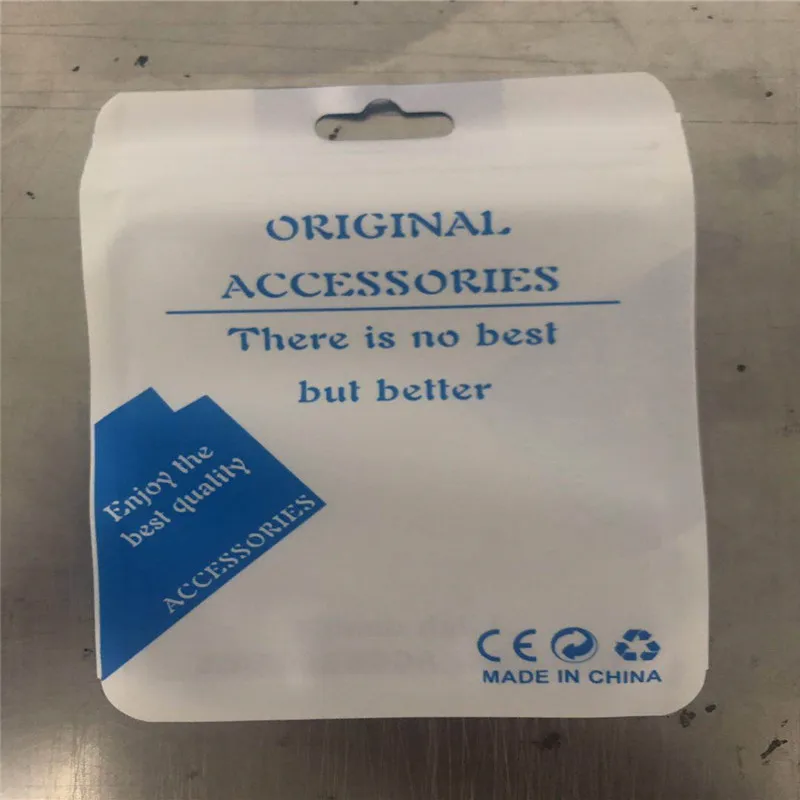 ORIGINAL
ACCESSORIES
There is no best
but better
Enjoy the
best quality
ACCESSORIES
CE
MADE IN CHINA